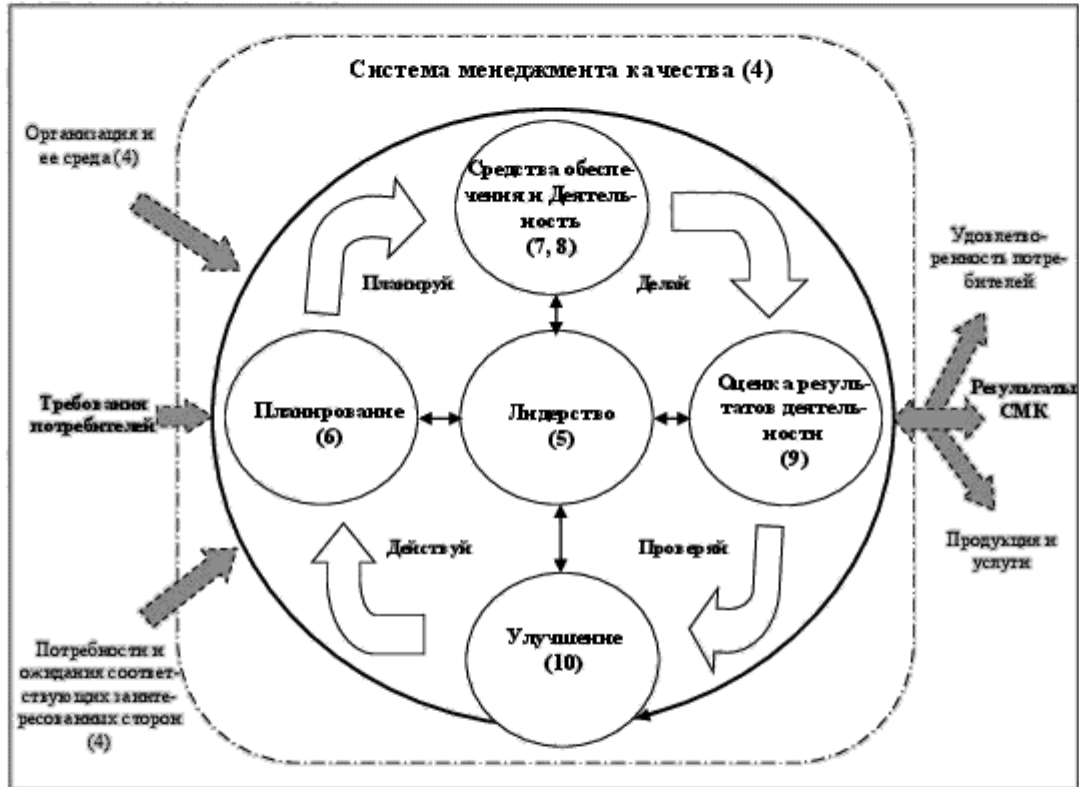 Система менеджмента качества (4)
Организация и
ее среда (4)
Средства обеспе-
чения и Деятель-
ность
(7, 8)
Удовлетво-
ренность потре-
бителей
Планируй
Делай
Требования
потребителей
Планирование
(6)
Лидерство
(5)
Оценка резуль-
татов деятель-
ности
(9)
Результаты
СМК
Действуй
Проверяй
Продукция и
услуги
Улучшение
(10)
Потребности и
ожидания соответ-
ствующих заинте-
ресованных сторон
(4)